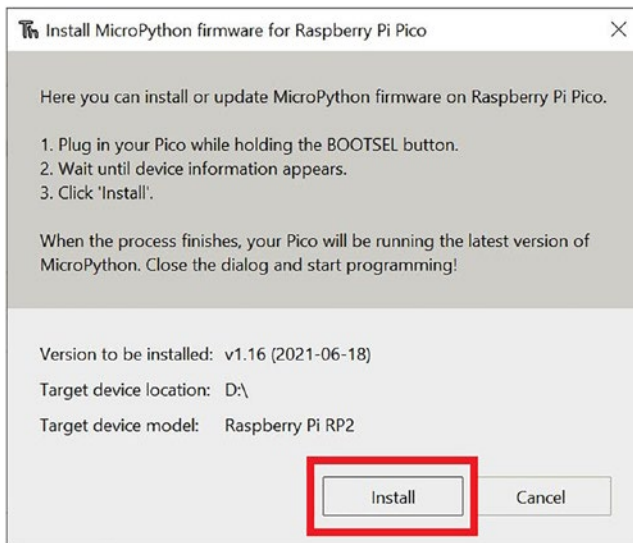 Th Install MicroPython firmware for Raspberry Pi Pico
Here you can install or update MicroPython firmware on Raspberry Pi Pico.
1. Plug in your Pico while holding the BOOTSEL button.
2. Wait until device information appears.
3. Click 'Install'.
When the process finishes, your Pico will be running the latest version of
MicroPython. Close the dialog and start programming!
Version to be installed: v1.16 (2021-06-18)
Target device location: D:\
Target device model: Raspberry Pi RP2
Install Cancel